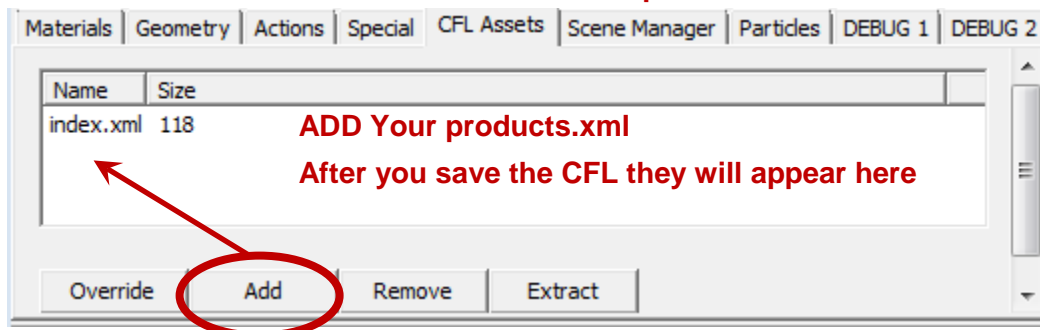 Materials Geometry Actions Special CFL Assets Scene Manager Particles DEBUG 1 DEBUG 2
Name Size
index.xml 118 ADD Your products.xml
After you save the CFL they will appear here
Override Add Remove Extract